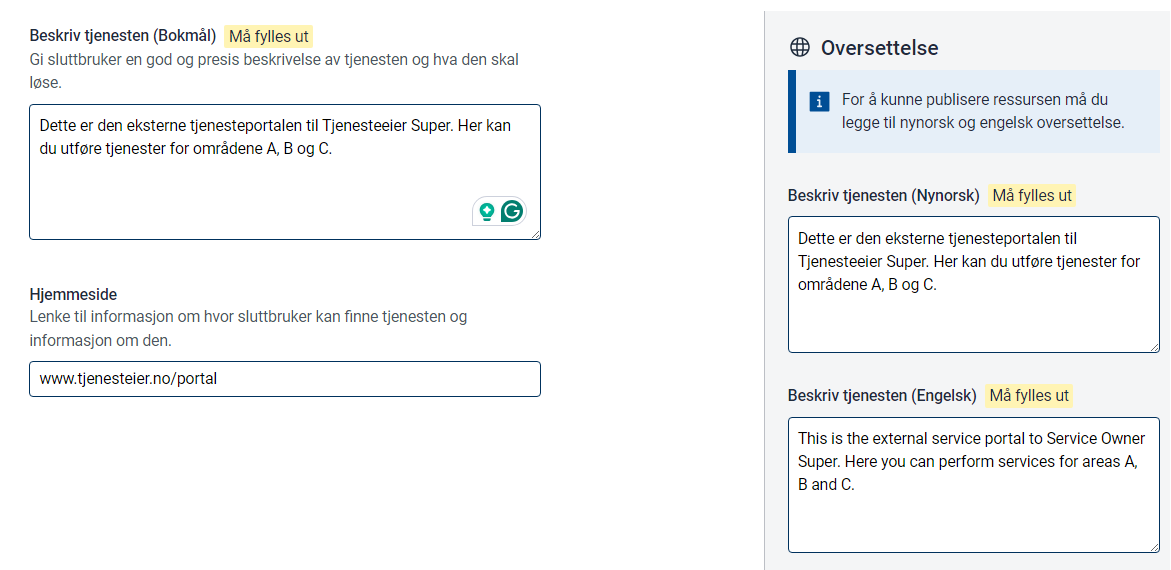 Beskriv tjenesten (Bokmål) Må fylles ut
Gi sluttbruker en god og presis beskrivelse av tjenesten og hva den skal
løse.
Dette er den eksterne tjenesteportalen til Tjenesteeier Super. Her kan
du utføre tjenester for områdene A, B og C.
Hjemmeside
Lenke til informasjon om hvor sluttbruker kan finne tjenesten og
informasjon om den.
www.tjenesteier.no/portal
Oversettelse
For å kunne publisere ressursen må du
legge til nynorsk og engelsk oversettelse.
Beskriv tjenesten (Nynorsk) Må fylles ut
Dette er den eksterne tjenesteportalen til
Tjenesteeier Super. Her kan du utføre tjenester for
områdene A, B og C.
Beskriv tjenesten (Engelsk) Må fylles ut
This is the external service portal to Service Owner
Super. Here you can perform services for areas A,
B and C.